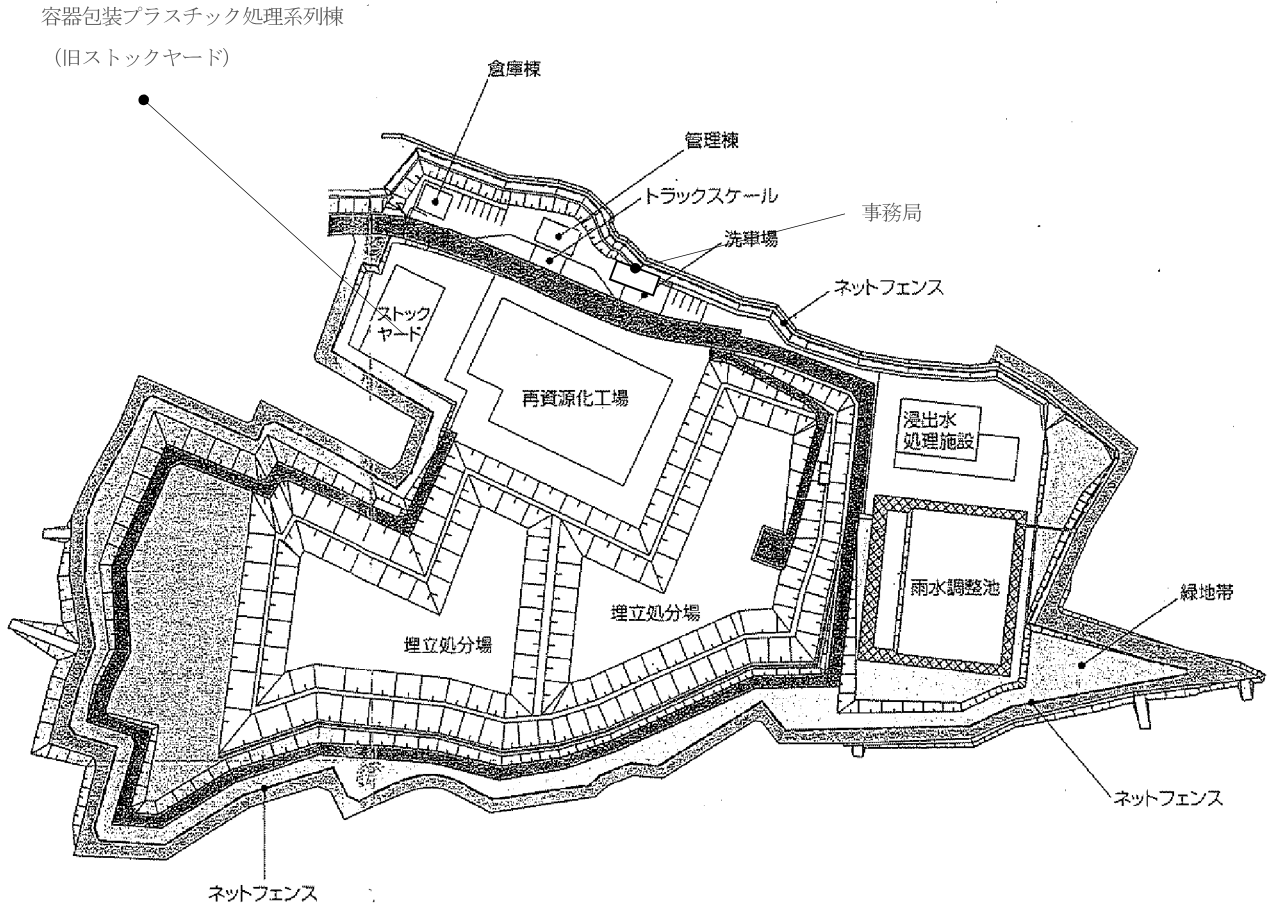 容器包装プラスチック処理系列棟
（旧ストックヤード）
倉庫棟
管理棟
トラックスケール
事務局
洗車場
ネットフェンス
ストック
ヤード
再資源化工場
浸出水
処理施設
雨水調整池
緑地帯
埋立処分場
埋立処分場
ネットフェンス
ネットフェンス